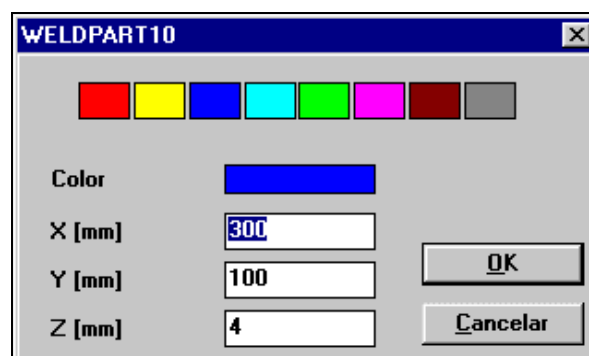 WELDPART10
Color
X [mm] 300
Y [mm] 100
OK
Z [mm] 4
Cancelar